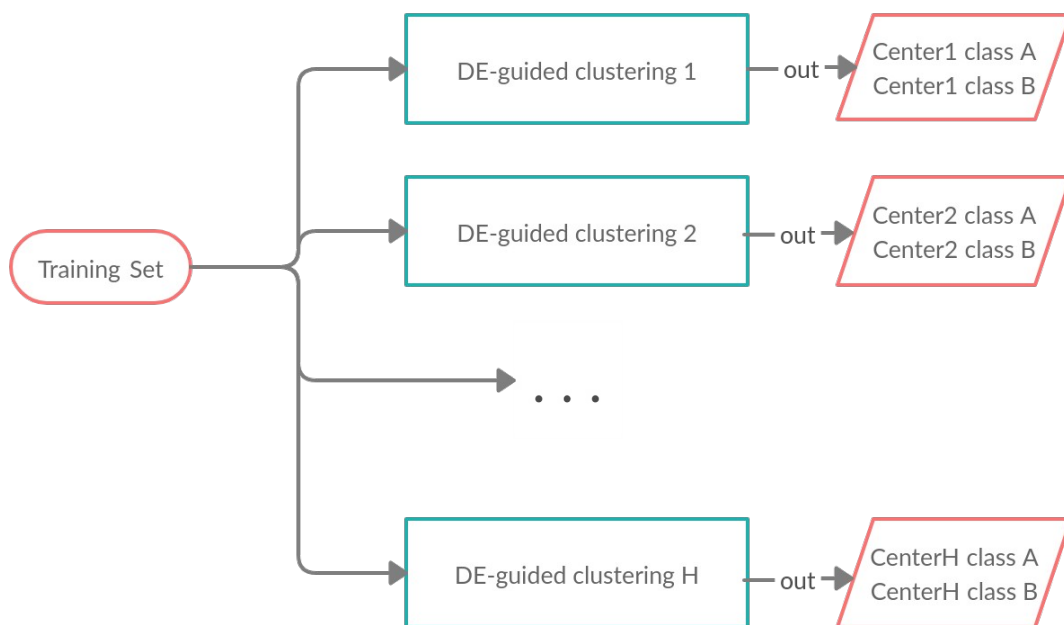 DE-guided clustering 1
out
Center1 class A
Center1 class B
DE-guided clustering 2
out
Center2 class A
Center2 class B
Training Set
. . .
DE-guided clustering H
out
CenterH class A
CenterH class B